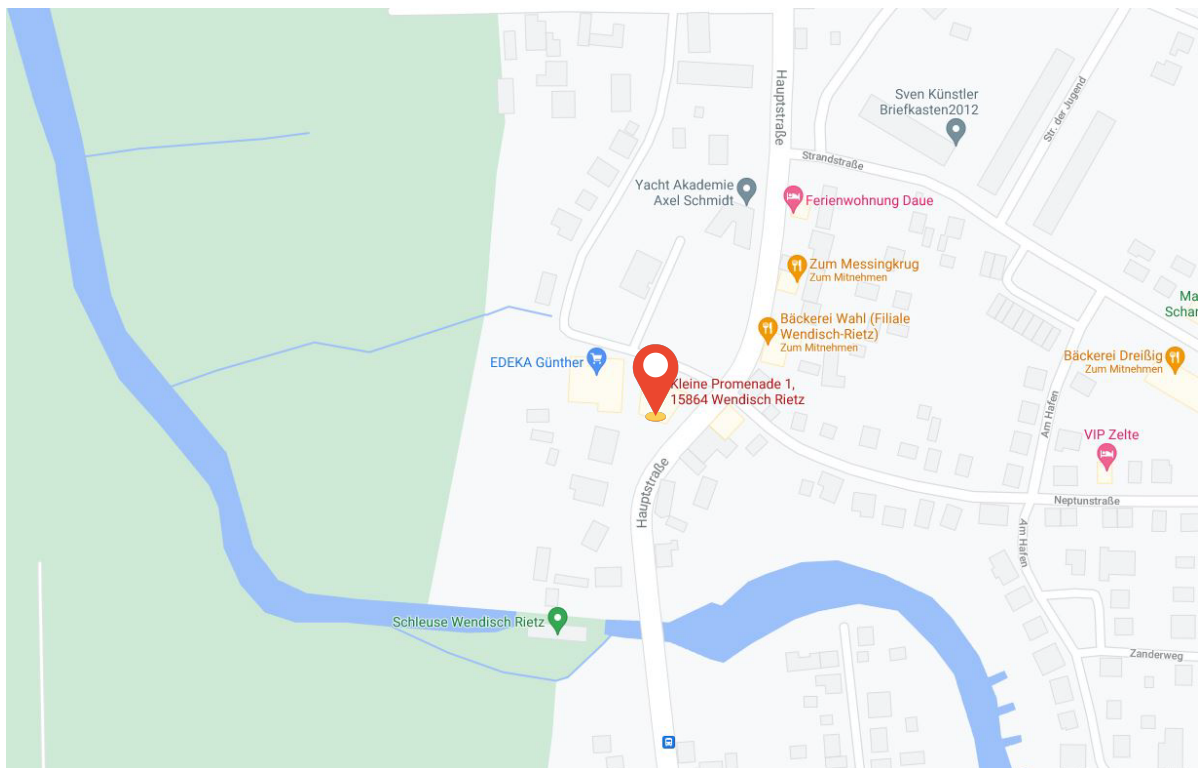 Hauptstraße
Sven Künstler
Briefkasten2012
Str. der Jugend
Strandstraße
Yacht Akademie
Axel Schmidt
Ferienwohnung Daue
Zum Messingkrug
Zum Mitnehmen
Ma
Schar
Bäckerei Wahl (Filiale
Wendisch-Rietz)
Zum Mitnehmen
EDEKA Günther
Bäckerei Dreißig
Zum Mitnehmen
Kleine Promenade 1,
15864 Wendisch Rietz
Am Hafen
VIP Zelte
Hauptstraße
Neptunstraße
Am Hafen
Schleuse Wendisch Rietz
Zanderweg